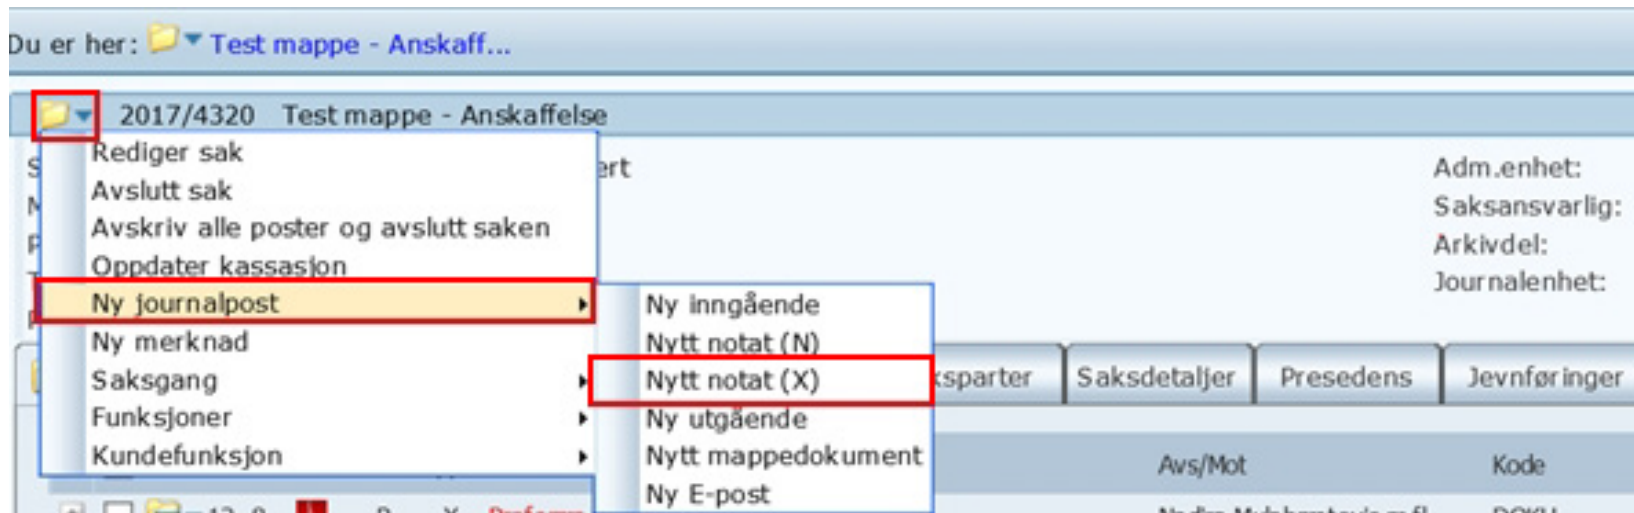 Du er her: Test mappe - Anskaff...
2017/4320 Test mappe - Anskaffelse
Rediger sak
Avslutt sak
Avskriv alle poster og avslutt saken
Oppdater kassasjon
Ny journalpost
Ny merknad
Saksgang
Funksjoner
Kundefunksjon
Ny inngående
Nytt notat (N)
Nytt notat (X)
Ny utgående
Nytt mappedokument
Ny E-post
ert
Adm.enhet:
Saksansvarlig:
Arkivdel:
Journalenhet:
ksparter Saksdetaljer Presedens Jevnføringer
Avs/Mot Kode